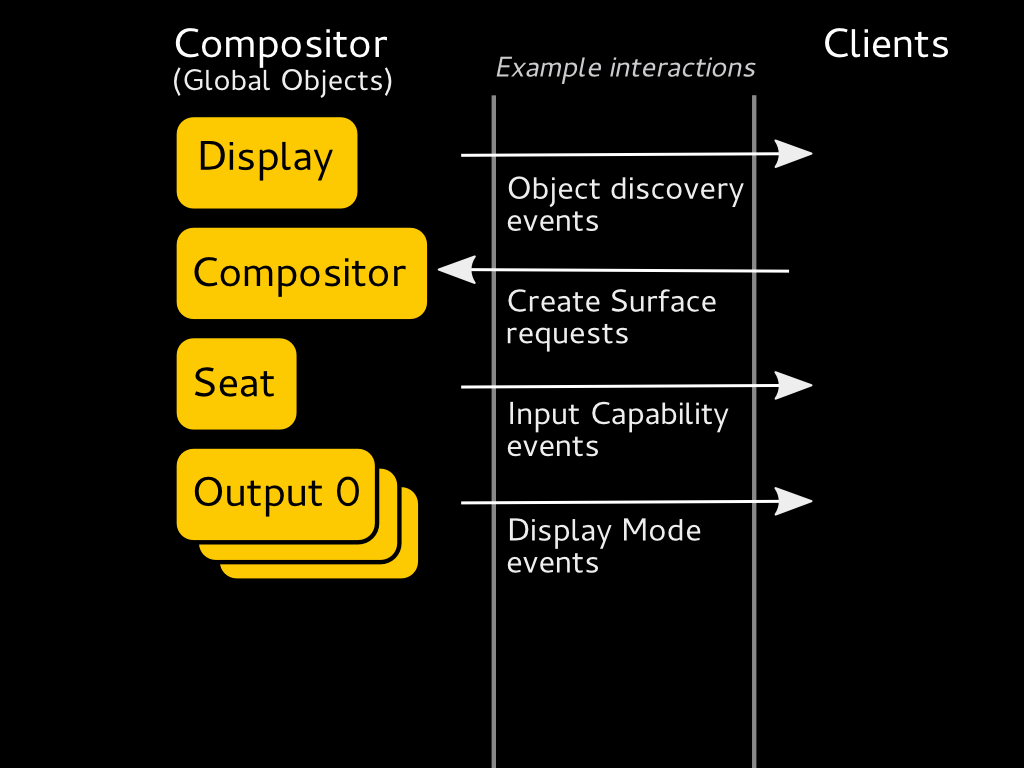 Compositor
(Global Objects)
Example interactions
Clients
Display
Object discovery
events
Compositor
Create Surface
requests
Seat
Input Capability
events
Output 0
Display Mode
events